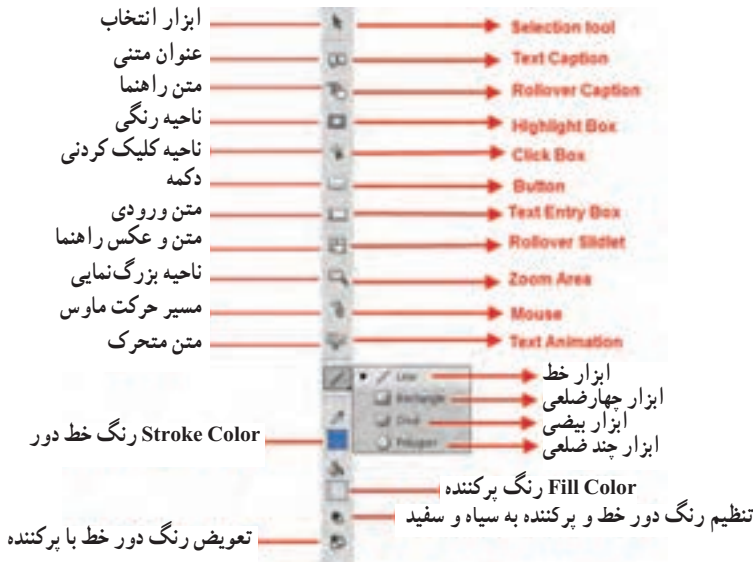 ابزار انتخاب Selection tool
عنوان متنی Text Caption
متن راهنما Rollover Caption
ناحیه رنگی Highlight Box
ناحیه کلیک کردنی Click Box
دکمه Button
متن ورودی Text Entry Box
متن و عکس راهنما Rollover Slidlet
ناحیه بزرگ‌نمایی Zoom Area
مسیر حرکت ماوس Mouse
متن متحرک Text Animation
Line ابزار خط
Rectangle ابزار چهارضلعی
Oval ابزار بیضی
Polygon ابزار چند ضلعی
Stroke Color رنگ خط دور
Fill Color رنگ پرکننده
تنظیم رنگ دور خط و پرکننده به سیاه و سفید
تعویض رنگ دور خط با پرکننده